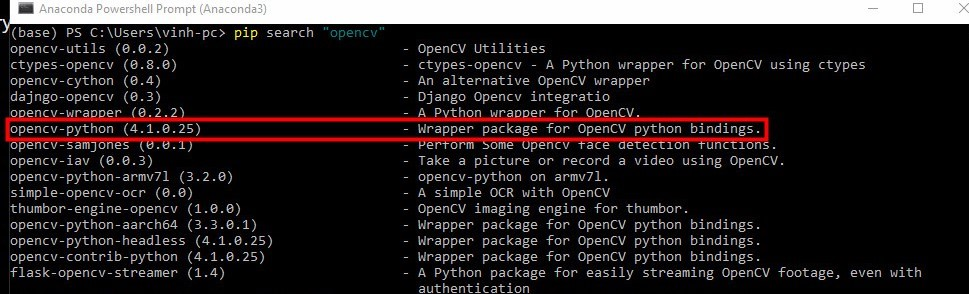 ry
Anaconda Powershell Prompt (Anaconda3)
(base) PS C:\Users\vinh-pc> pip search "opencv"
opencv-utils (0.0.2) - OpenCV Utilities
ctypes-opencv (0.8.0) - ctypes-opencv - A Python wrapper for OpenCV using ctypes
opencv-cython (0.4) - An alternative OpenCV wrapper
dajngo-opencv (0.3) - Django Opencv integratio
opencv-wrapper (0.2.2) - A Python wrapper for OpenCV.
opencv-python (4.1.0.25) - Wrapper package for OpenCV python bindings.
opencv-samjones (0.0.1) - Perform Some Opencv face detection functions.
opencv-iav (0.0.3) - Take a picture or record a video using OpenCV.
opencv-python-armv7l (3.2.0) - opencv-python on armv7l.
simple-opencv-ocr (0.0) - A simple OCR with OpenCV
thumbor-engine-opencv (1.0.0) - OpenCV imaging engine for thumbor.
opencv-python-aarch64 (3.3.0.1) - Wrapper package for OpenCV python bindings.
opencv-python-headless (4.1.0.25) - Wrapper package for OpenCV python bindings.
opencv-contrib-python (4.1.0.25) - Wrapper package for OpenCV python bindings.
flask-opencv-streamer (1.4) - A Python package for easily streaming OpenCV footage, even with
authentication